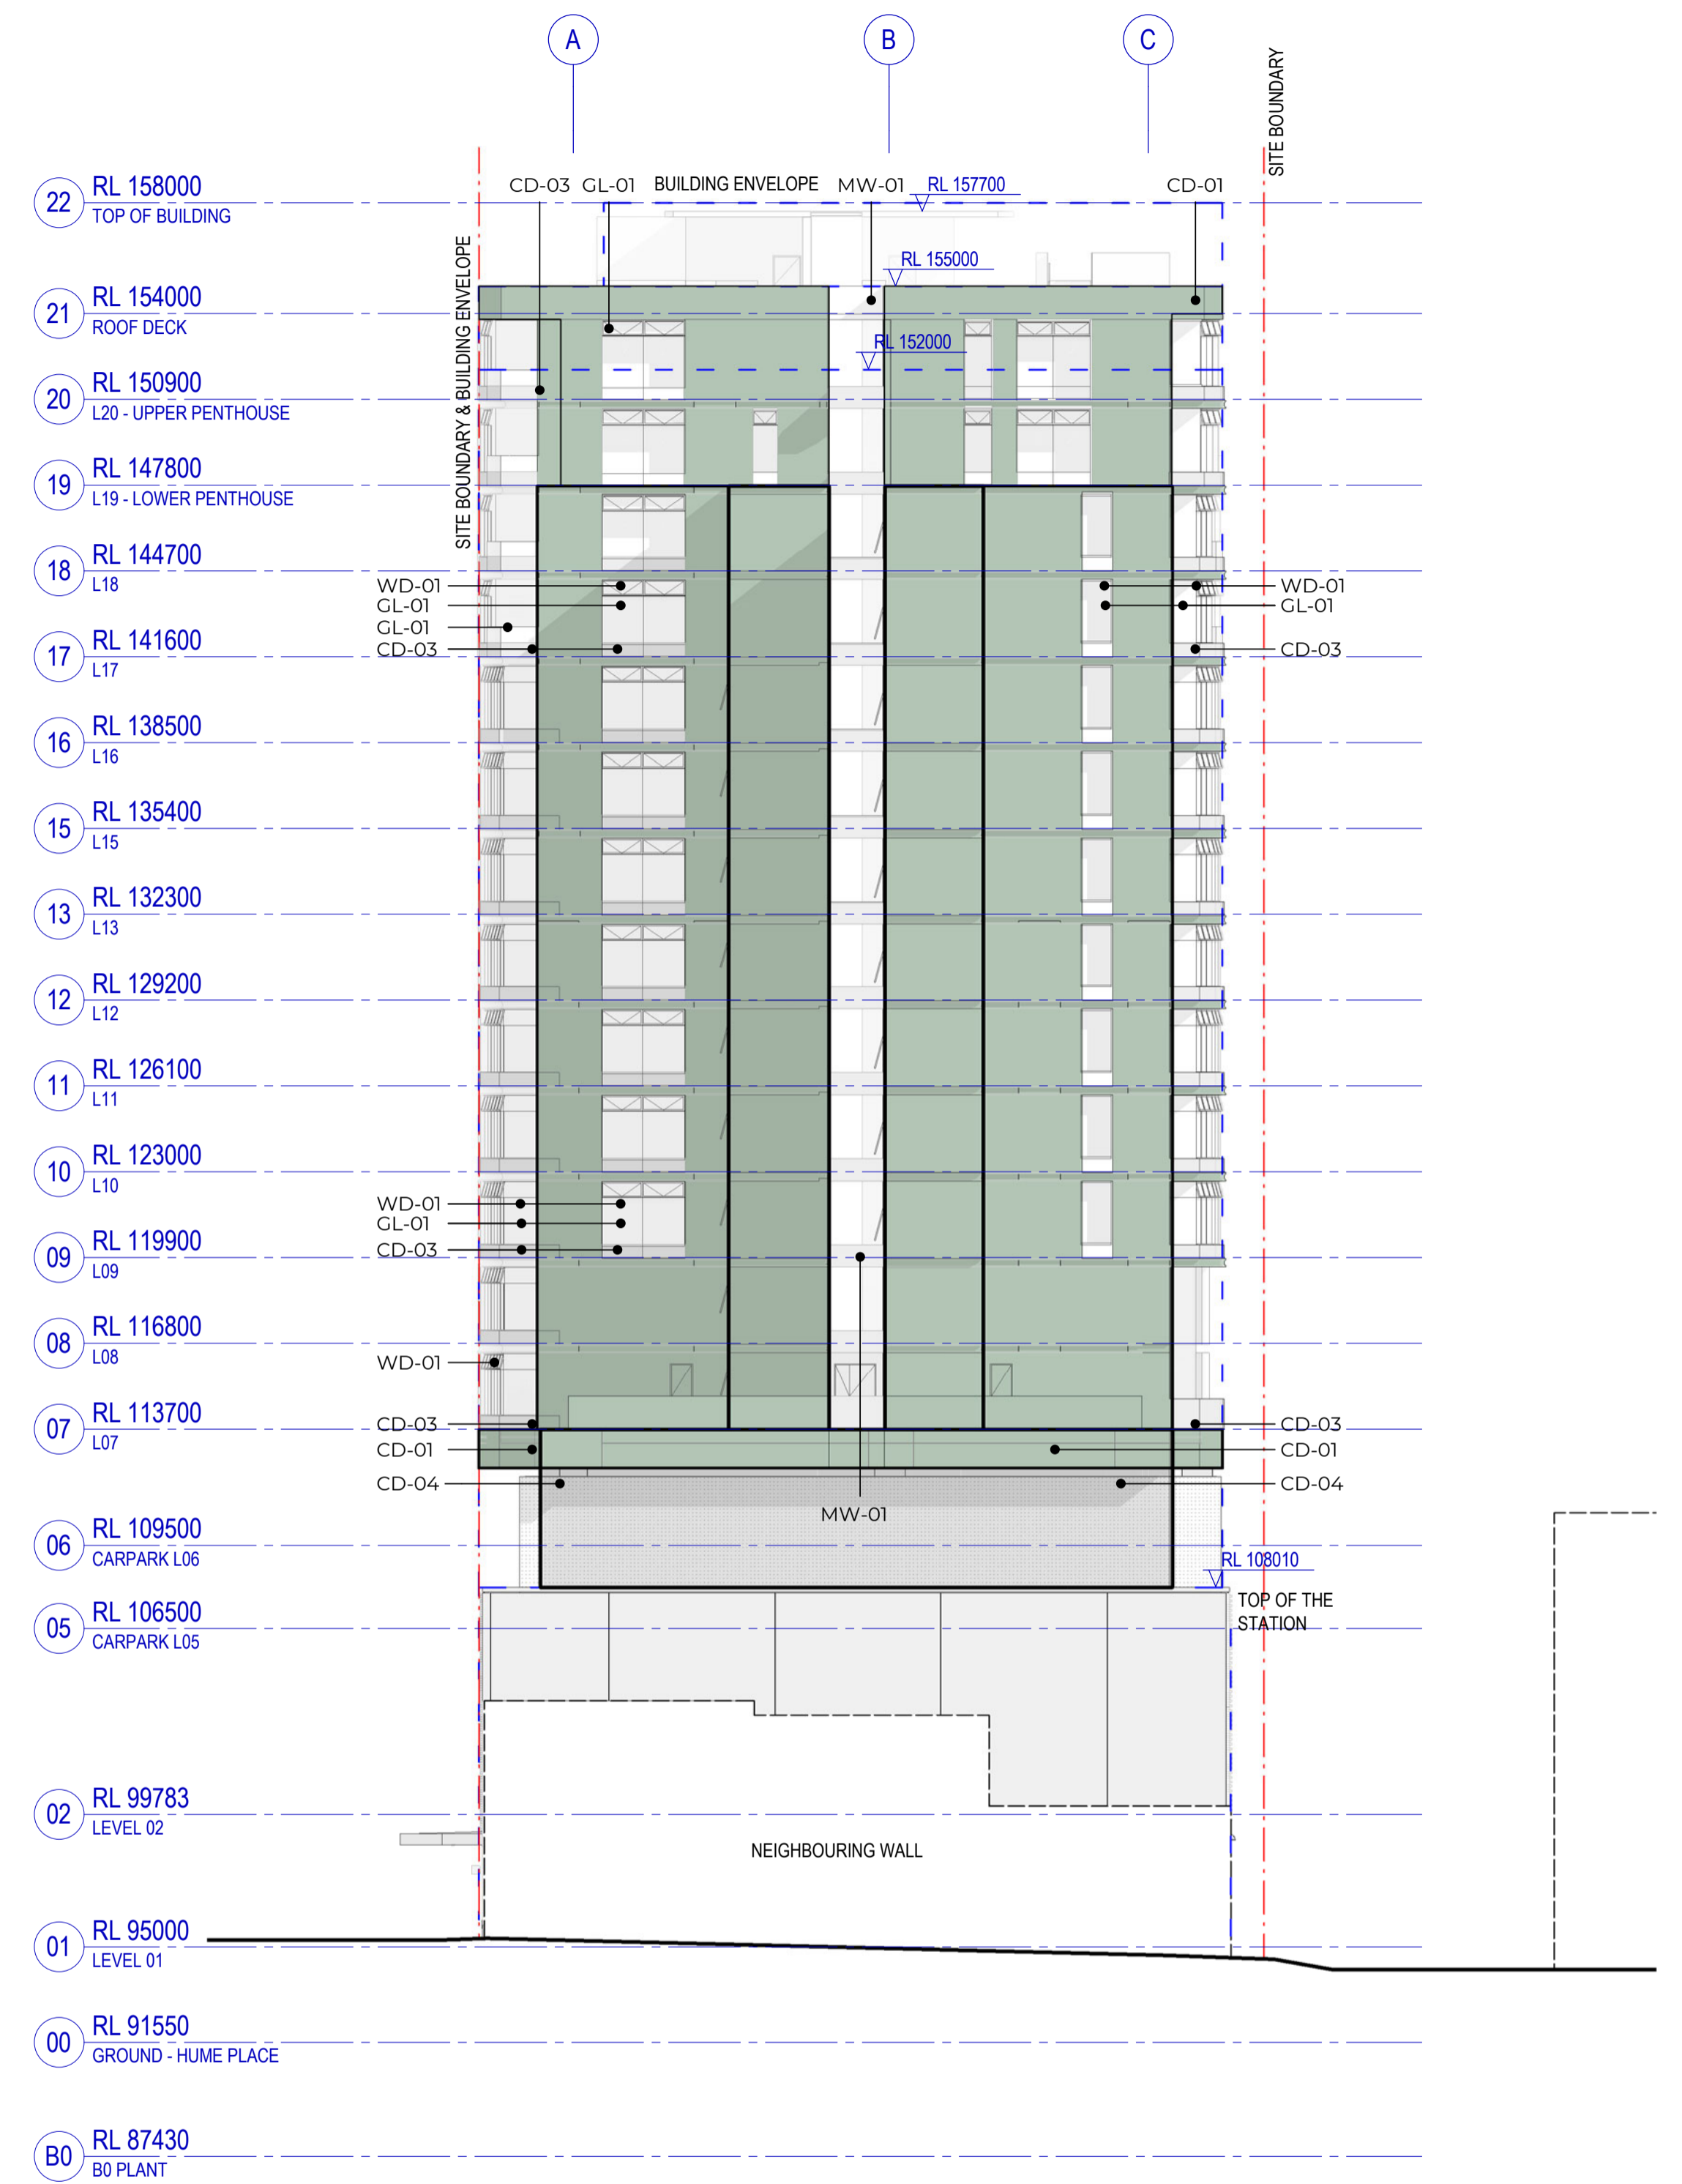 A
B
C
SITE BOUNDARY
CD-03 GL-01 BUILDING ENVELOPE MW-01 RL 157700 CD-01
22 RL 158000
TOP OF BUILDING
SITE BOUNDARY & BUILDING ENVELOPE
RL 155000
21 RL 154000
ROOF DECK
RL 152000
20 RL 150900
L20 - UPPER PENTHOUSE
19 RL 147800
L19 - LOWER PENTHOUSE
18 RL 144700
L18
WD-01 WD-01
GL-01 GL-01
GL-01
CD-03 CD-03
17 RL 141600
L17
16 RL 138500
L16
15 RL 135400
L15
13 RL 132300
L13
12 RL 129200
L12
11 RL 126100
L11
10 RL 123000
L10
WD-01
GL-01
CD-03
09 RL 119900
L09
08 RL 116800
L08
WD-01
07 RL 113700
L07
CD-03 CD-03
CD-01 CD-01
CD-04 CD-04
MW-01
06 RL 109500
CARPARK L06
RL 108010
TOP OF THE
STATION
05 RL 106500
CARPARK L05
02 RL 99783
LEVEL 02
NEIGHBOURING WALL
01 RL 95000
LEVEL 01
00 RL 91550
GROUND - HUME PLACE
B0 RL 87430
B0 PLANT